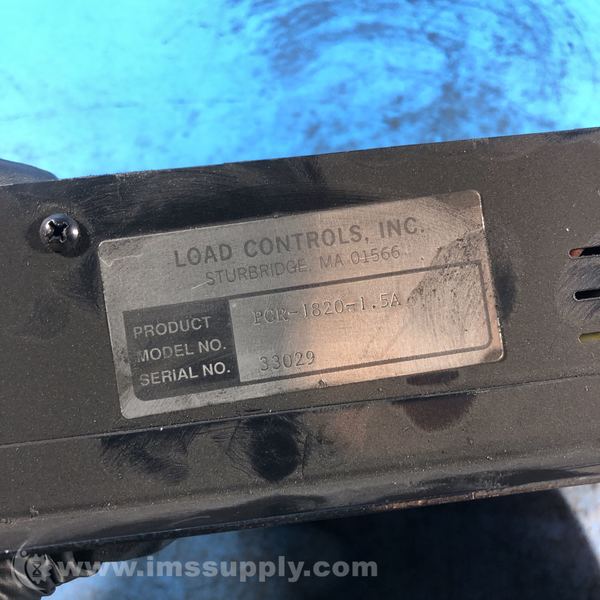 LOAD CONTROLS, INC.
STURBRIDGE, MA 01566
PRODUCT
MODEL NO. PCR-1820-1.5A
SERIAL NO. 33029
www.imssupply.com